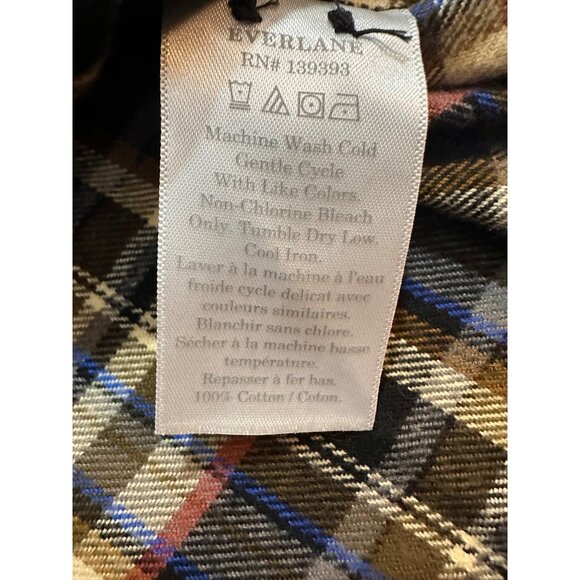 EVERLANE
RN# 139393
Machine Wash Cold
Gentle Cycle
With Like Colors.
Non-Chlorine Bleach
Only. Tumble Dry Low.
Cool Iron.
Laver à la machine à l'eau
froide cycle delicat avec
couleurs similaires.
Blanchir sans chlore.
Sécher à la machine basse
température.
Repasser à fer bas.
100% Cotton / Coton.